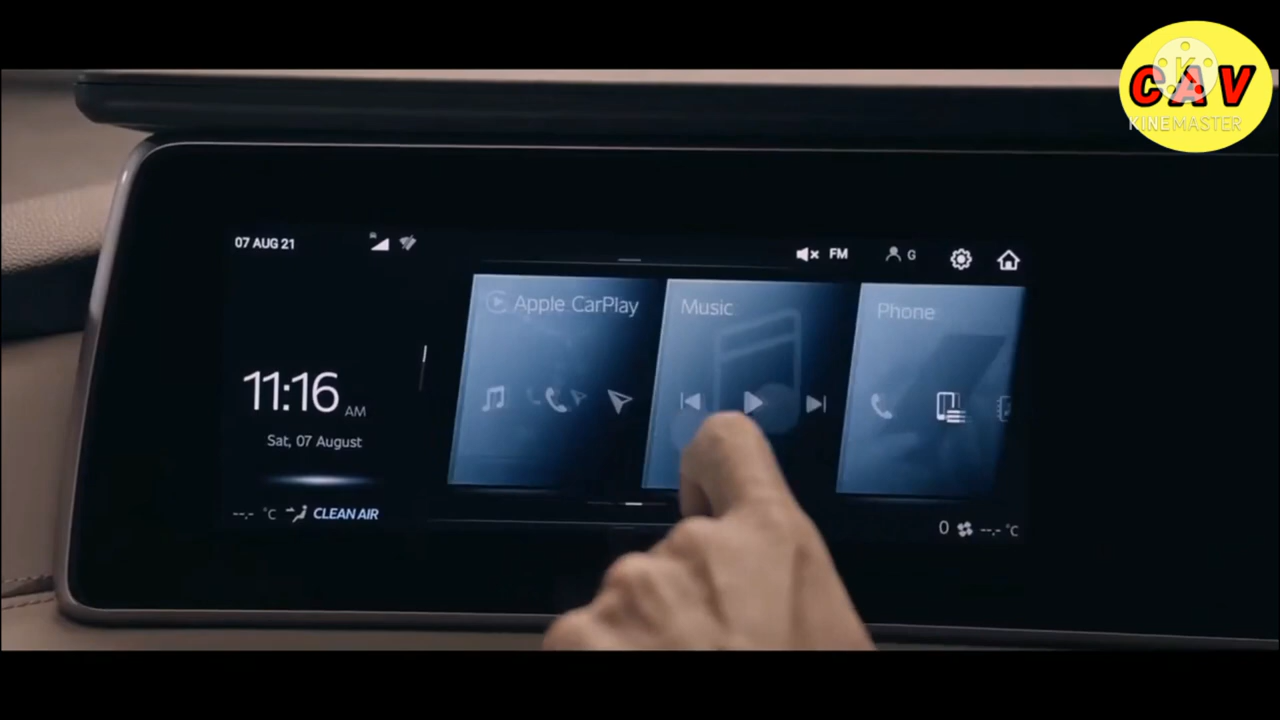 CAV
KINEMASTER
07 AUG 21
FM
G
Apple CarPlay
Music
Phone
11:16 AM
Sat, 07 August
--.- °C
CLEAN AIR
0
--.- °C